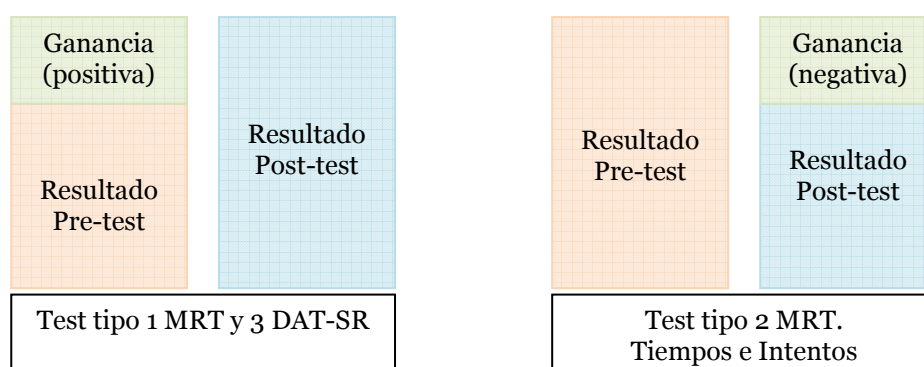 Ganancia
(positiva)
Resultado
Pre-test
Resultado
Post-test
Test tipo 1 MRT y 3 DAT-SR
Resultado
Pre-test
Ganancia
(negativa)
Resultado
Post-test
Test tipo 2 MRT.
Tiempos e Intentos